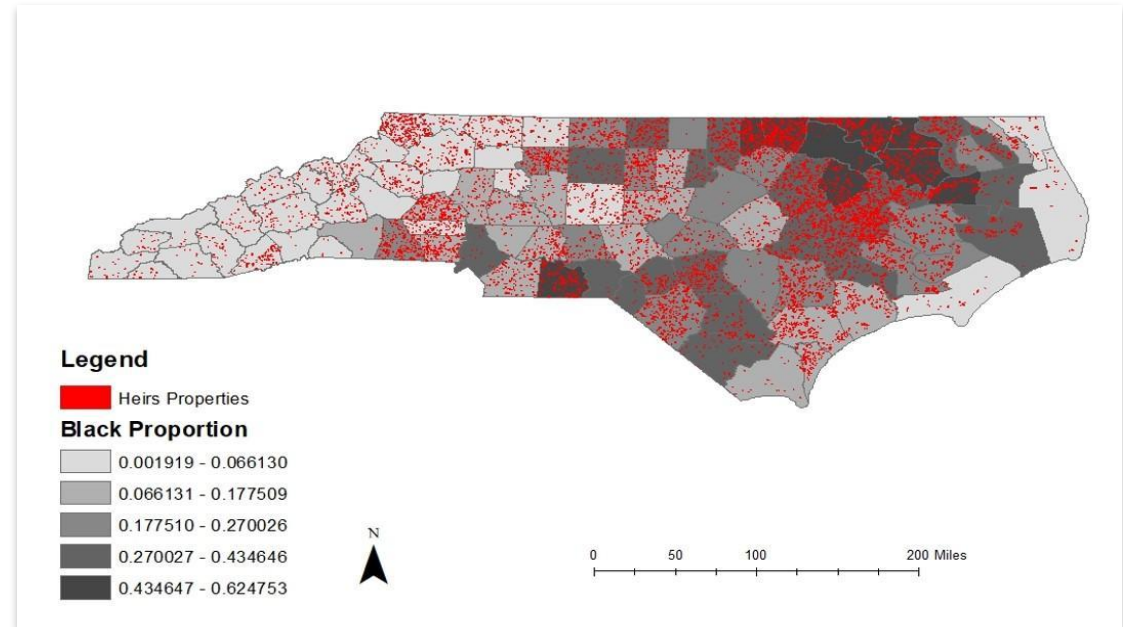 Legend
Heirs Properties
Black Proportion
0.001919 - 0.066130
0.066131 - 0.177509
0.177510 - 0.270026
0.270027 - 0.434646
0.434647 - 0.624753
N
0 50 100 200 Miles